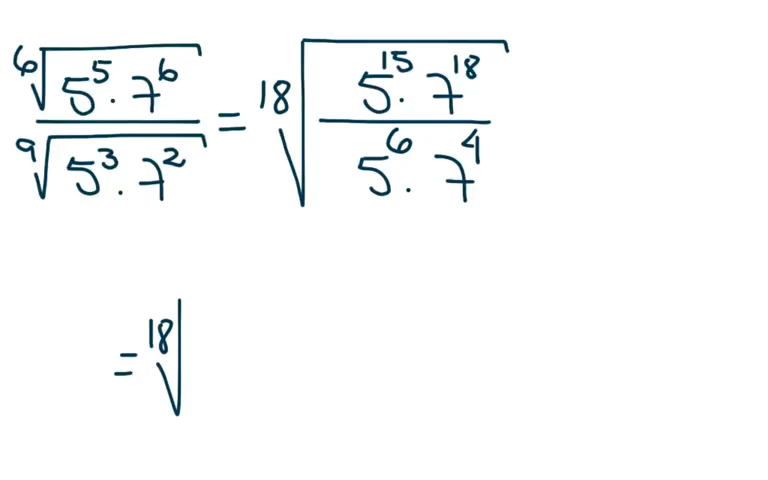 ⁶√(5⁵·7⁶) / ⁹√(5³·7²) = ¹⁸√((5¹⁵·7¹⁸) / (5⁶·7⁴))
= ¹⁸√